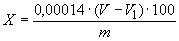 X = 0,00014 · (V − V₁) · 100 / m